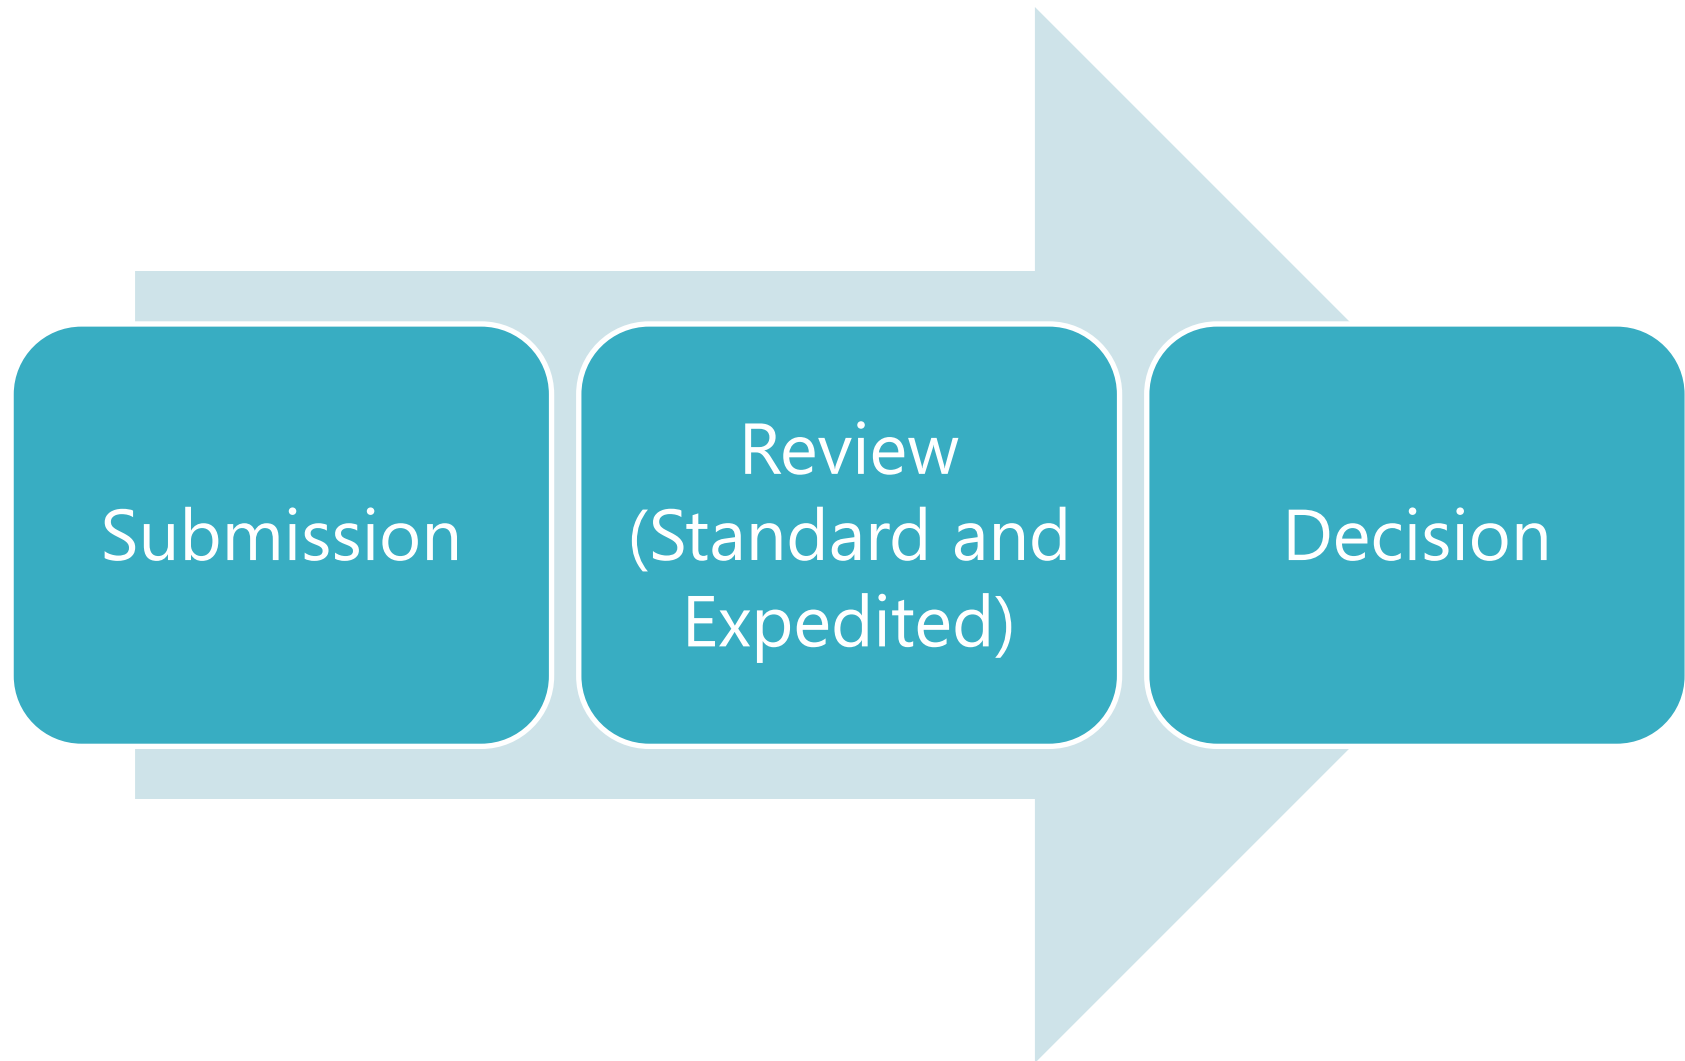 Submission
Review
(Standard and
Expedited)
Decision